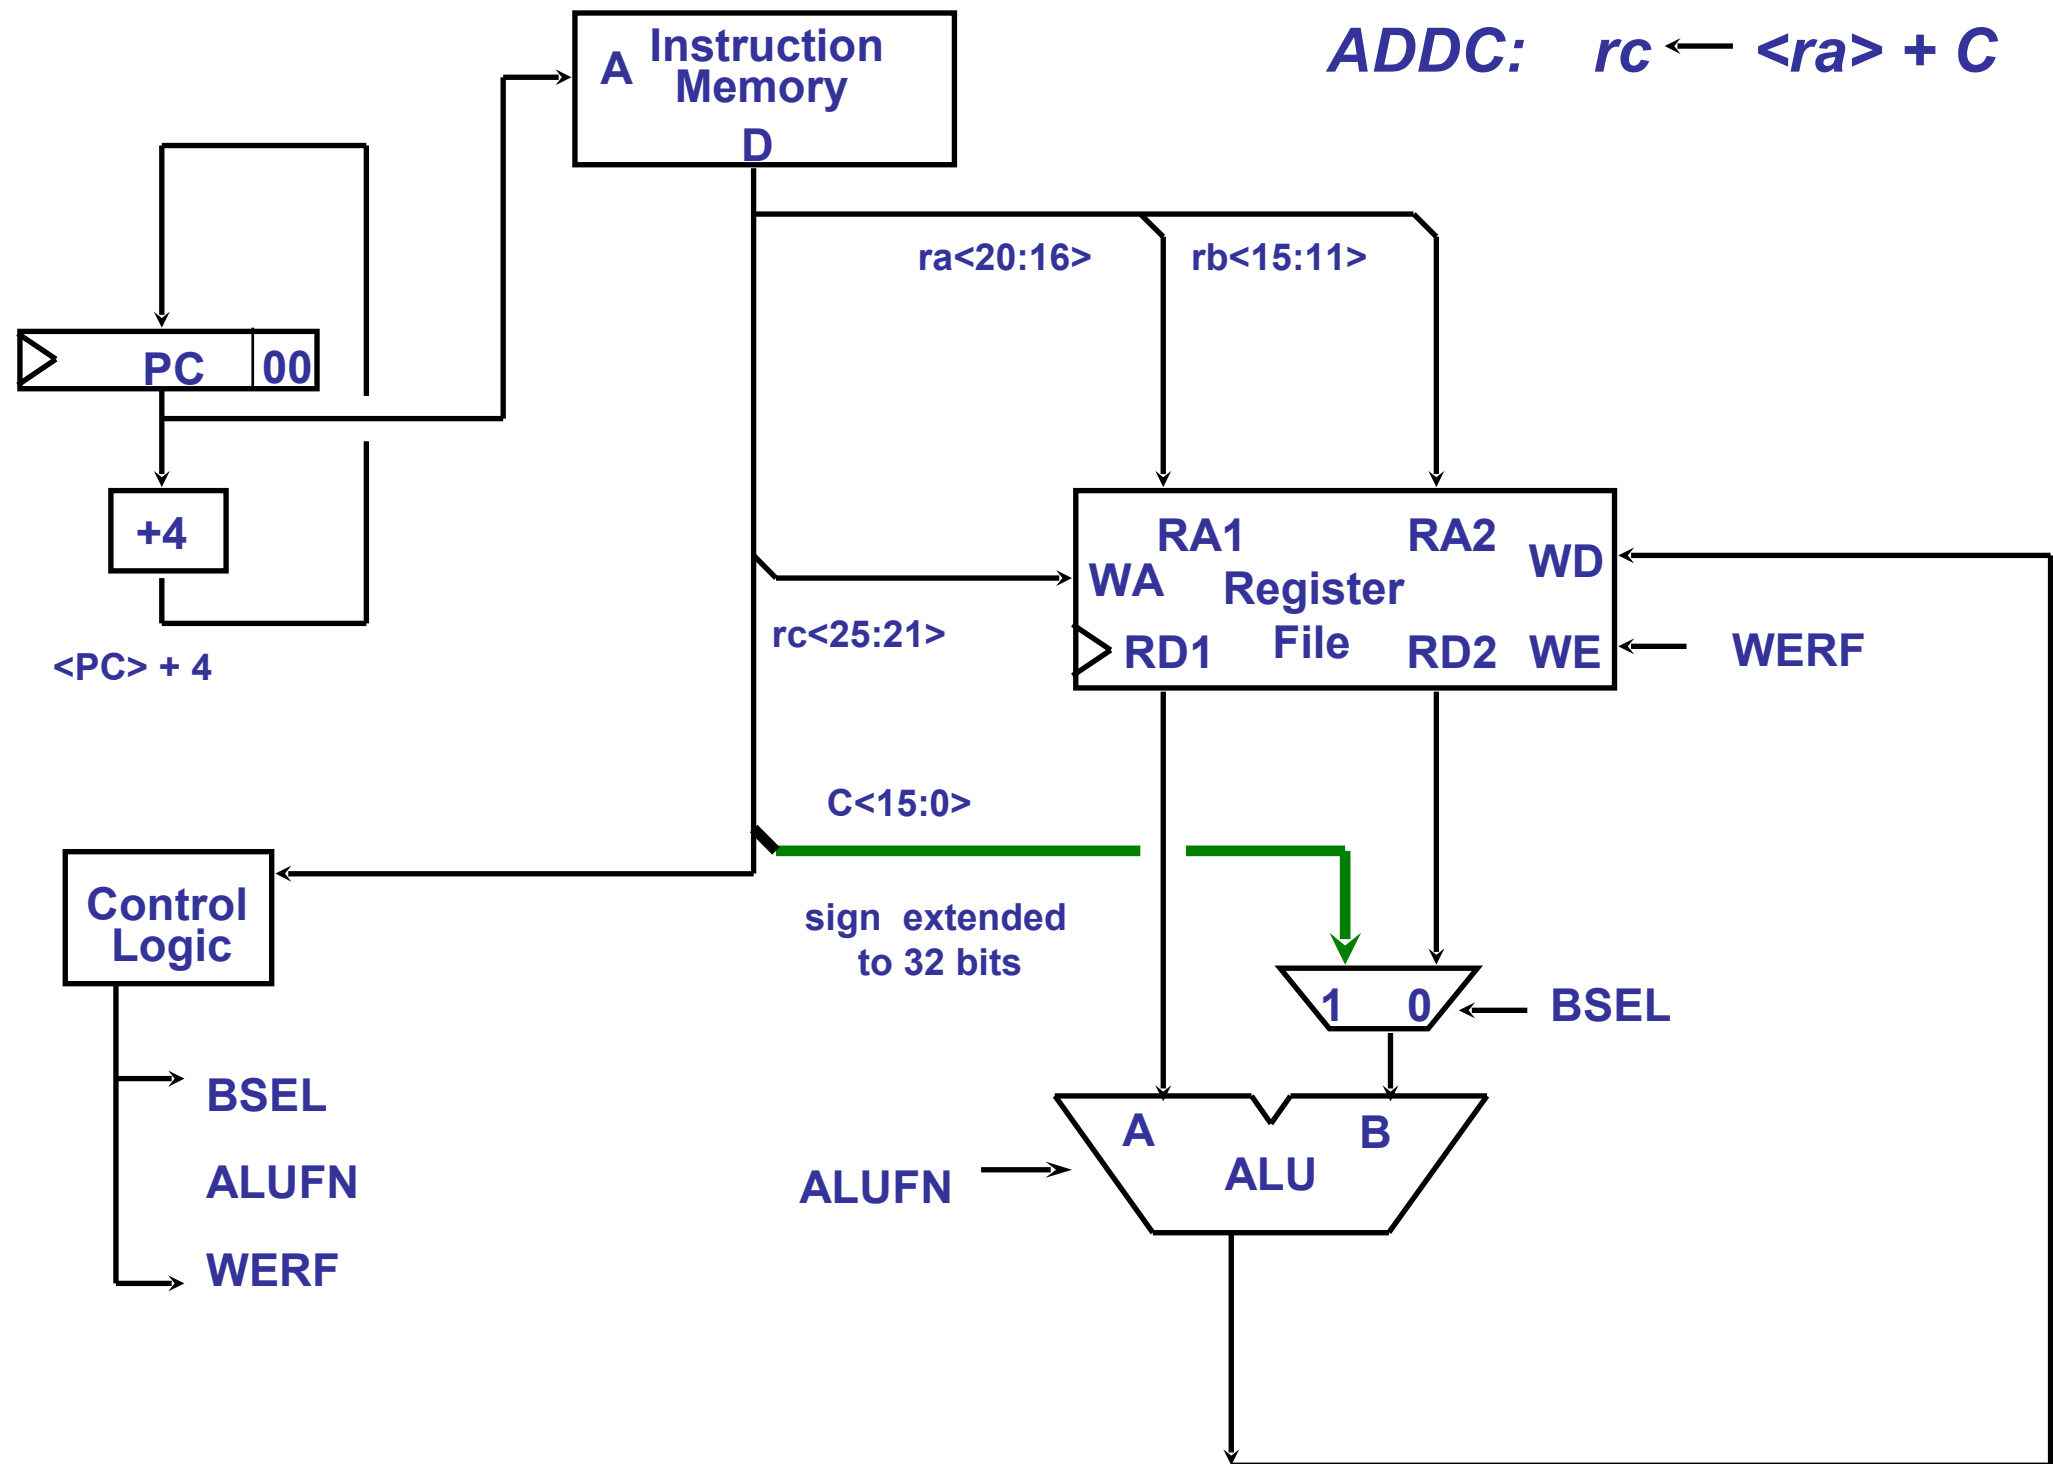 ADDC: rc <ra> + C
A Instruction
Memory
D
ra<20:16>
rb<15:11>
PC 00
+4
<PC> + 4
RA1 RA2
WD
WA
Register
File
RD1 RD2 WE
WERF
rc<25:21>
C<15:0>
sign extended
to 32 bits
Control
Logic
1 0
BSEL
BSEL
ALUFN
WERF
A B
ALU
ALUFN